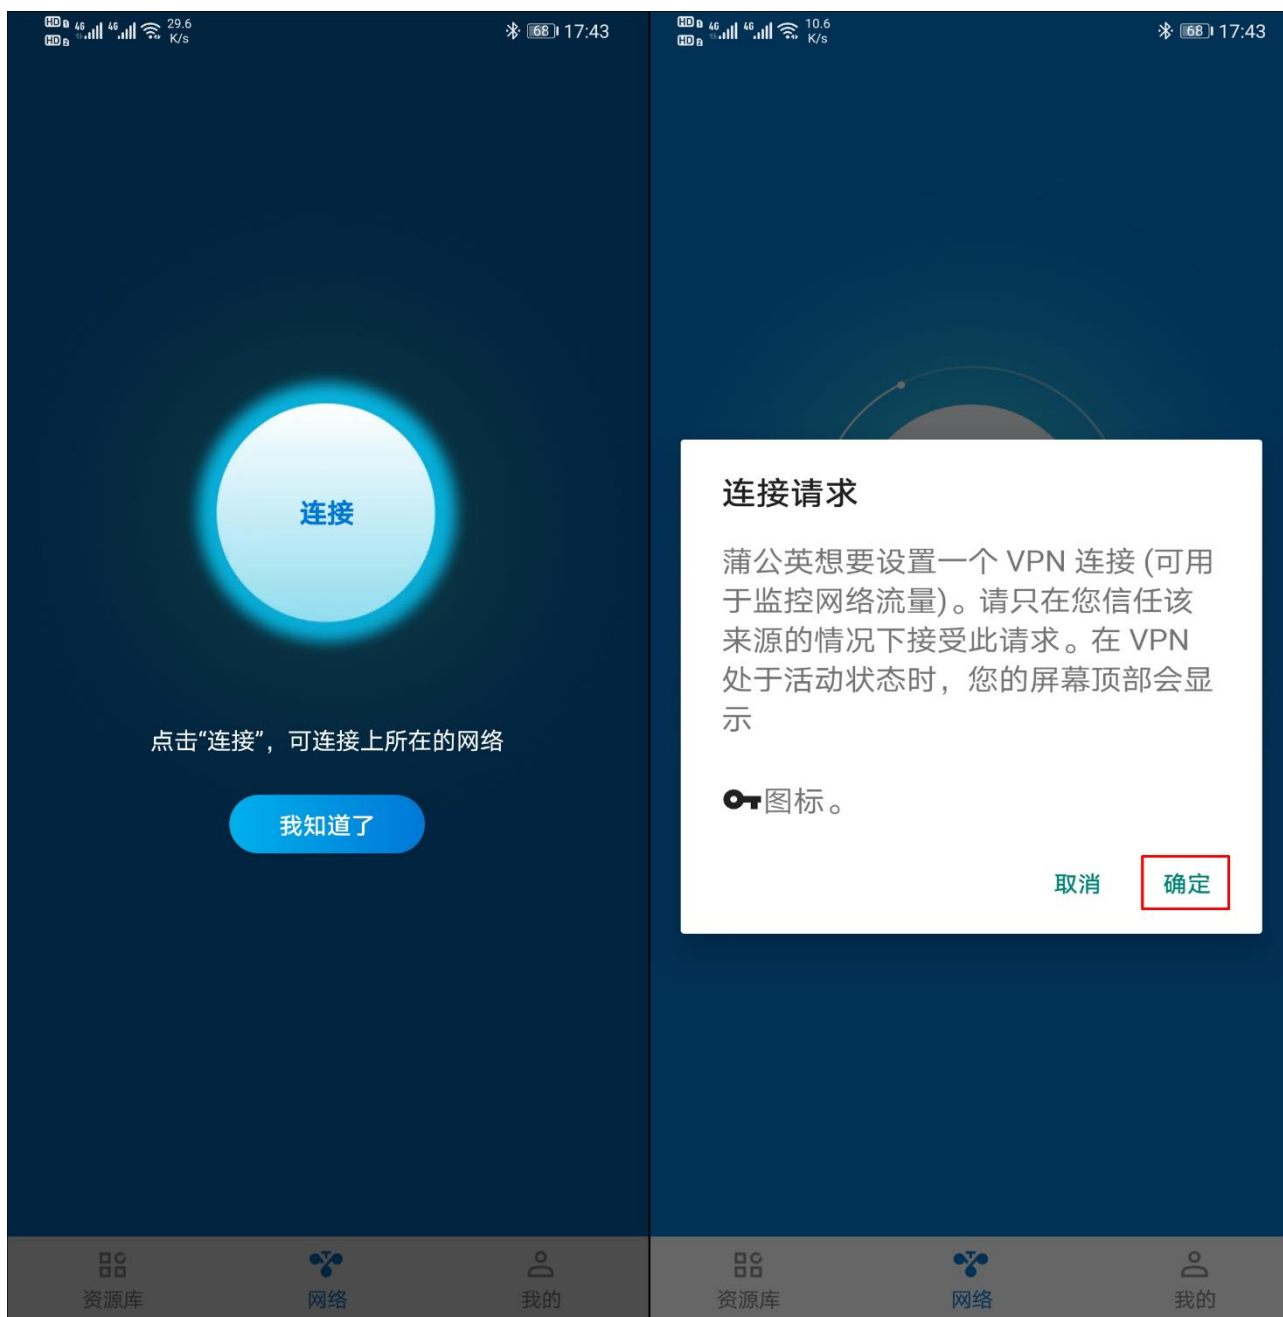 29.6
K/s
68
17:43
连接
点击“连接”，可连接上所在的网络
我知道了
资源库
网络
我的
10.6
K/s
68
17:43
连接请求
蒲公英想要设置一个 VPN 连接 (可用
于监控网络流量)。请只在您信任该
来源的情况下接受此请求。在 VPN
处于活动状态时，您的屏幕顶部会显
示
图标。
取消
确定
资源库
网络
我的